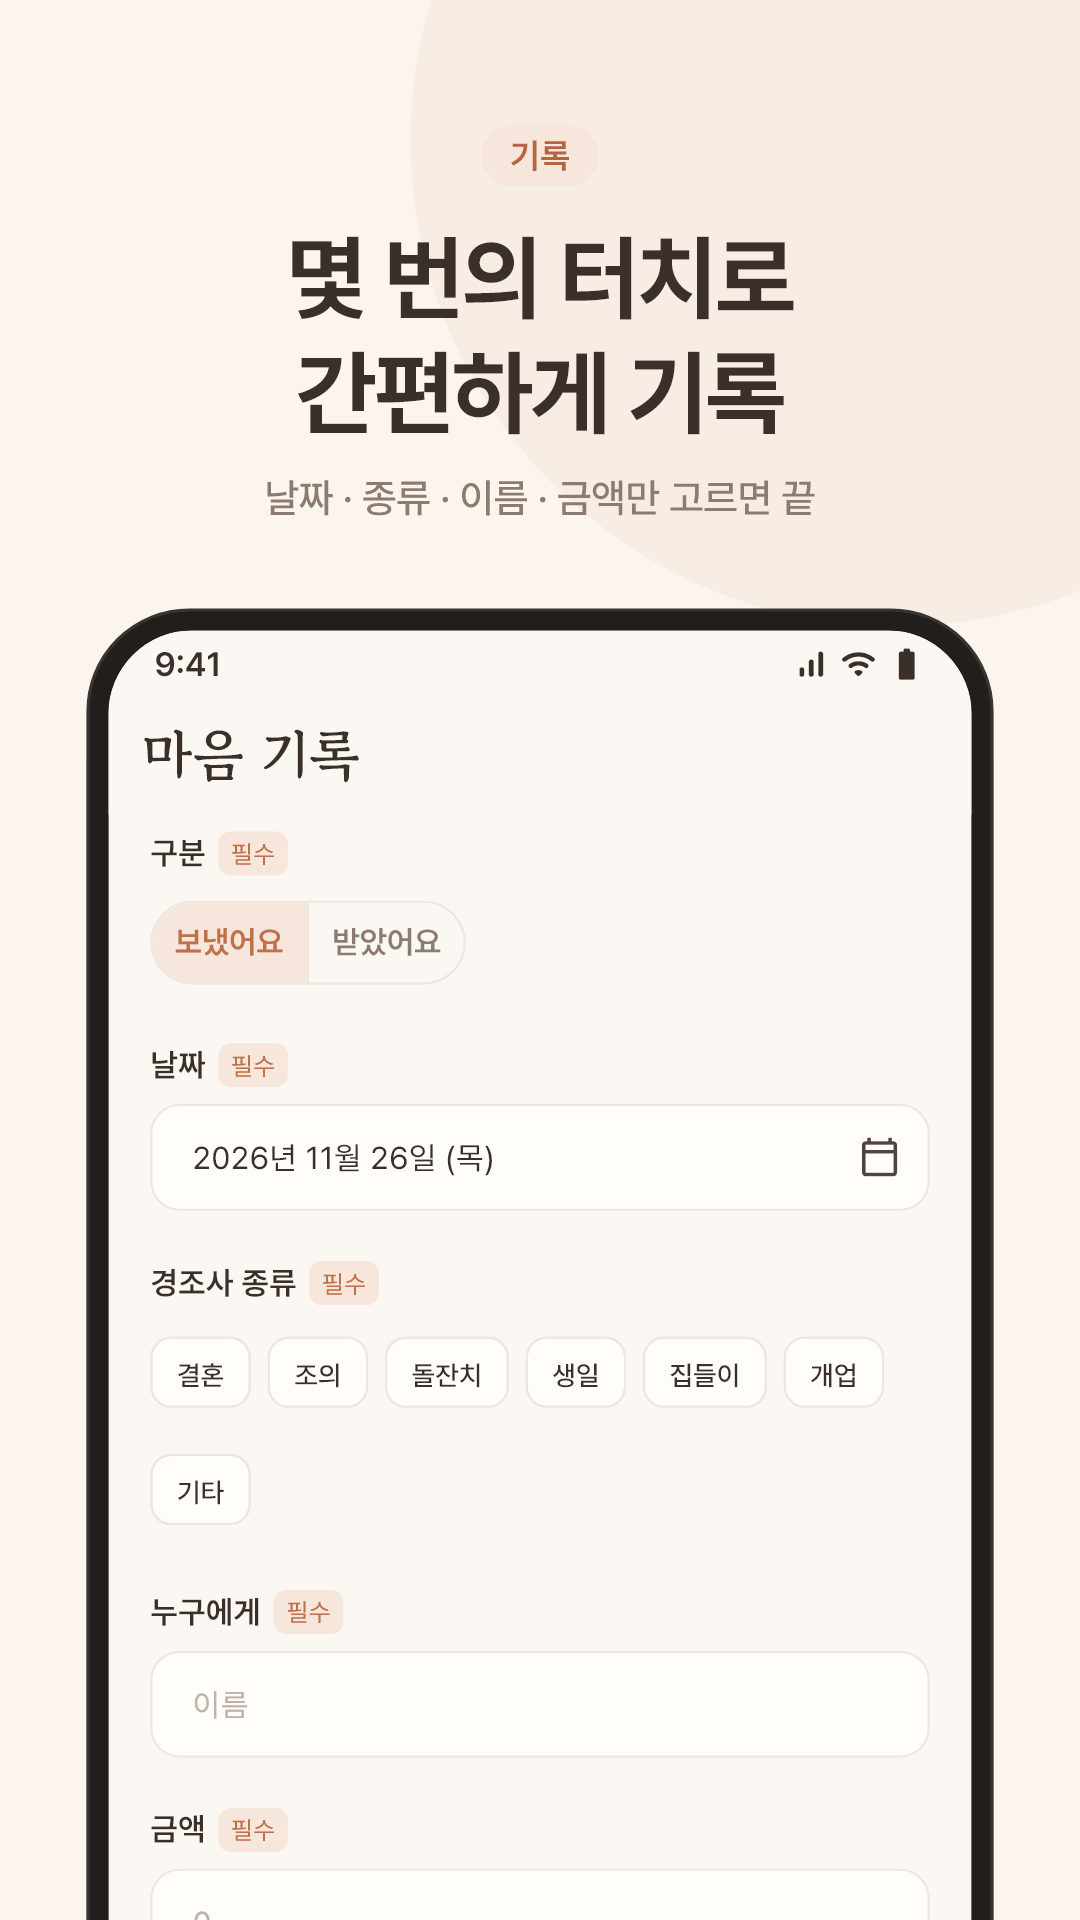 기록
몇 번의 터치로
간편하게 기록
날짜 · 종류 · 이름 · 금액만 고르면 끝
9:41
마음 기록
구분 필수
보냈어요 받았어요
날짜 필수
2026년 11월 26일 (목)
경조사 종류 필수
결혼 조의 돌잔치 생일 집들이 개업
기타
누구에게 필수
이름
금액 필수